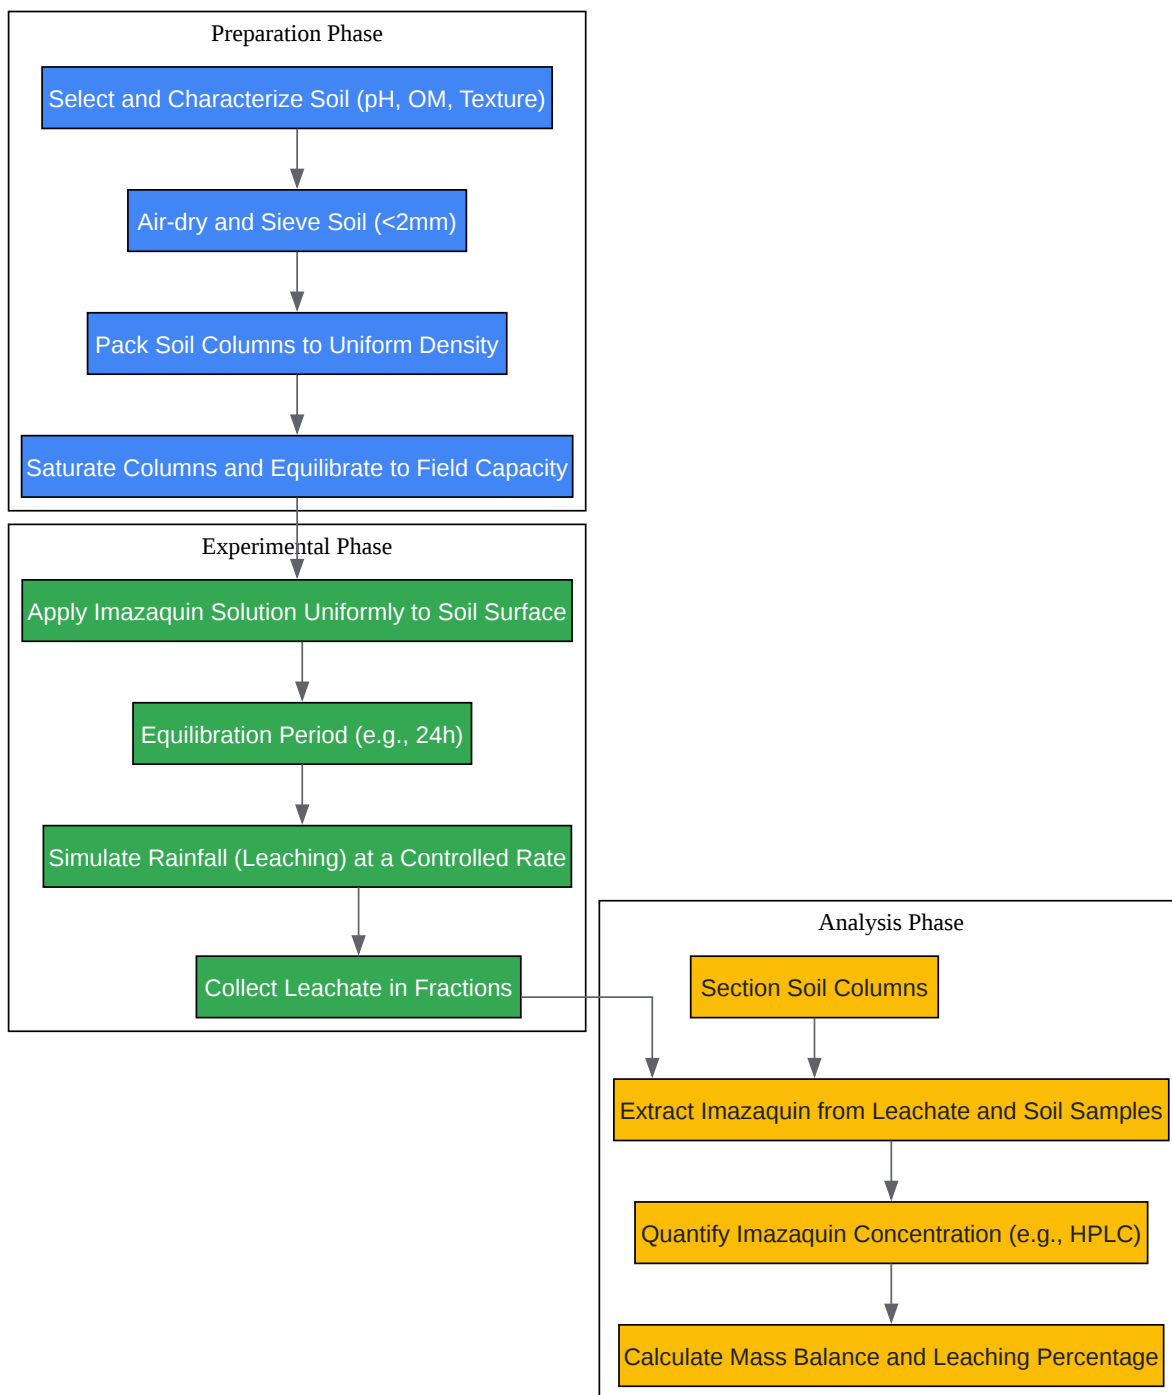 Preparation Phase
Select and Characterize Soil (pH, OM, Texture)
Air-dry and Sieve Soil (<2mm)
Pack Soil Columns to Uniform Density
Saturate Columns and Equilibrate to Field Capacity
Experimental Phase
Apply Imazaquin Solution Uniformly to Soil Surface
Equilibration Period (e.g., 24h)
Simulate Rainfall (Leaching) at a Controlled Rate
Collect Leachate in Fractions
Analysis Phase
Section Soil Columns
Extract Imazaquin from Leachate and Soil Samples
Quantify Imazaquin Concentration (e.g., HPLC)
Calculate Mass Balance and Leaching Percentage